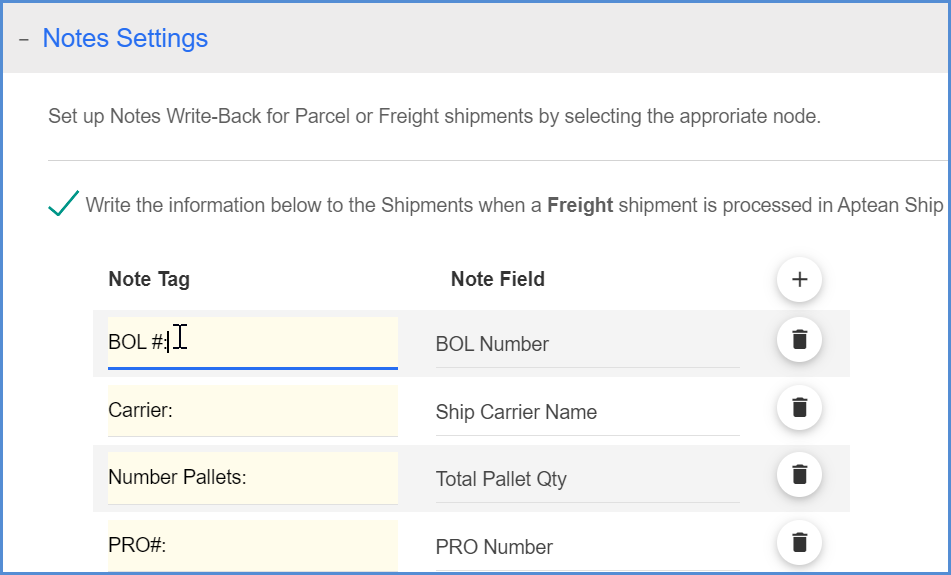 – Notes Settings
Set up Notes Write-Back for Parcel or Freight shipments by selecting the approriate node.
Write the information below to the Shipments when a Freight shipment is processed in Aptean Ship
Note Tag Note Field +
BOL #: BOL Number
Carrier: Ship Carrier Name
Number Pallets: Total Pallet Qty
PRO#: PRO Number